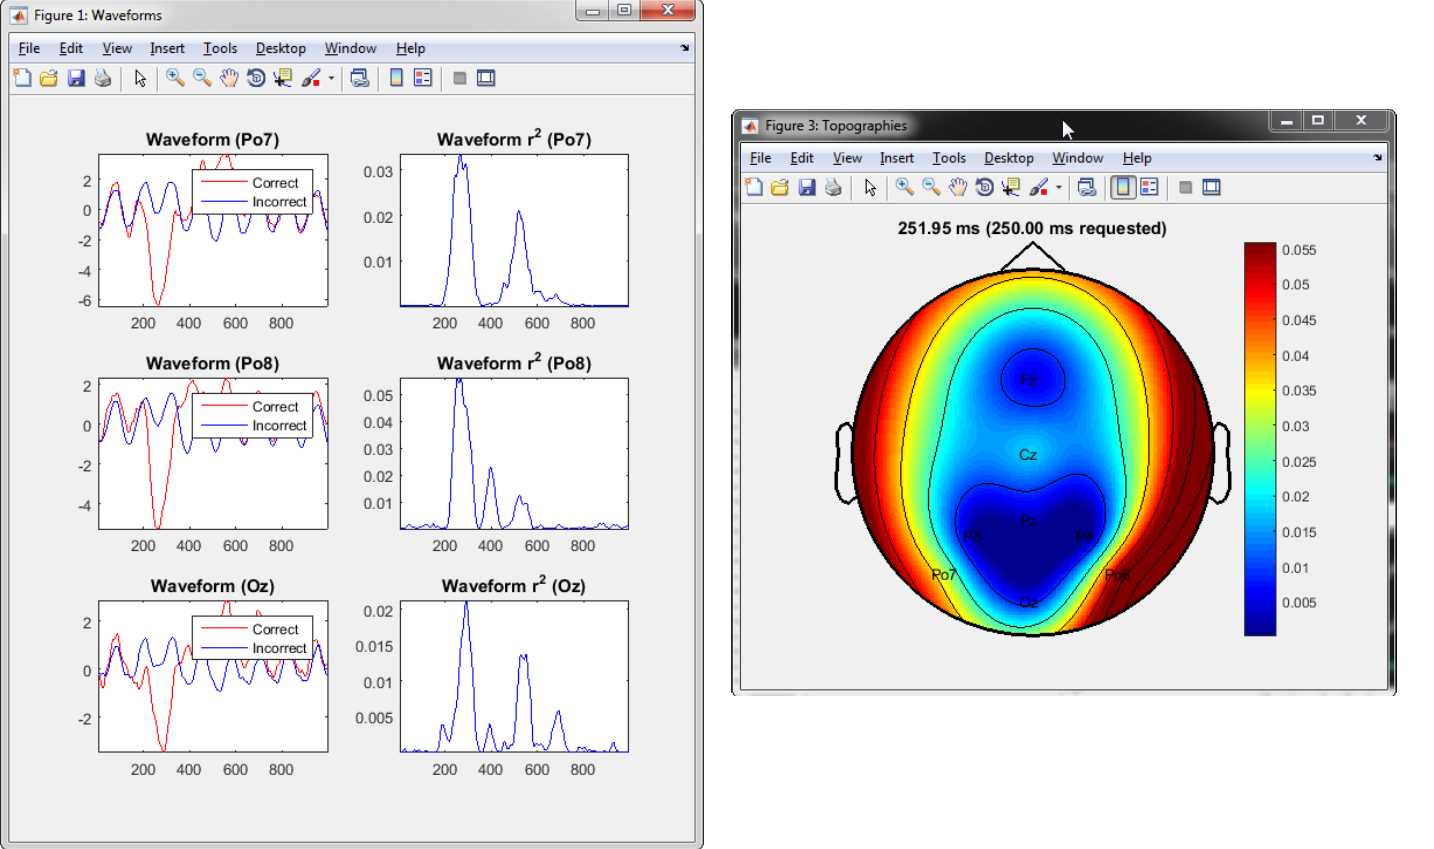 Figure 1: Waveforms
File Edit View Insert Tools Desktop Window Help
Waveform (Po7)
2
0
-2
-4
-6
200 400 600 800
Correct
Incorrect
Waveform r2 (Po7)
0.03
0.02
0.01
200 400 600 800
Waveform (Po8)
2
0
-2
-4
200 400 600 800
Correct
Incorrect
Waveform r2 (Po8)
0.05
0.04
0.03
0.02
0.01
200 400 600 800
Waveform (Oz)
2
0
-2
200 400 600 800
Correct
Incorrect
Waveform r2 (Oz)
0.02
0.015
0.01
0.005
200 400 600 800
Figure 3: Topographies
File Edit View Insert Tools Desktop Window Help
251.95 ms (250.00 ms requested)
Fz
Cz
Pz
P3 P4
Po7 Po8
Oz
0.055
0.05
0.045
0.04
0.035
0.03
0.025
0.02
0.015
0.01
0.005